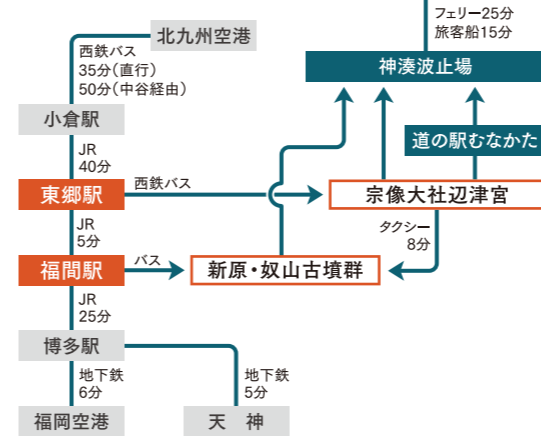 フェリー25分
旅客船15分
北九州空港
西鉄バス
35分(直行)
50分(中谷経由)
神湊波止場
小倉駅
JR
40分
道の駅むなかた
東郷駅
西鉄バス
宗像大社辺津宮
JR
5分
タクシー
8分
福間駅
バス
新原・奴山古墳群
JR
25分
博多駅
地下鉄
6分
地下鉄
5分
福岡空港
天　神